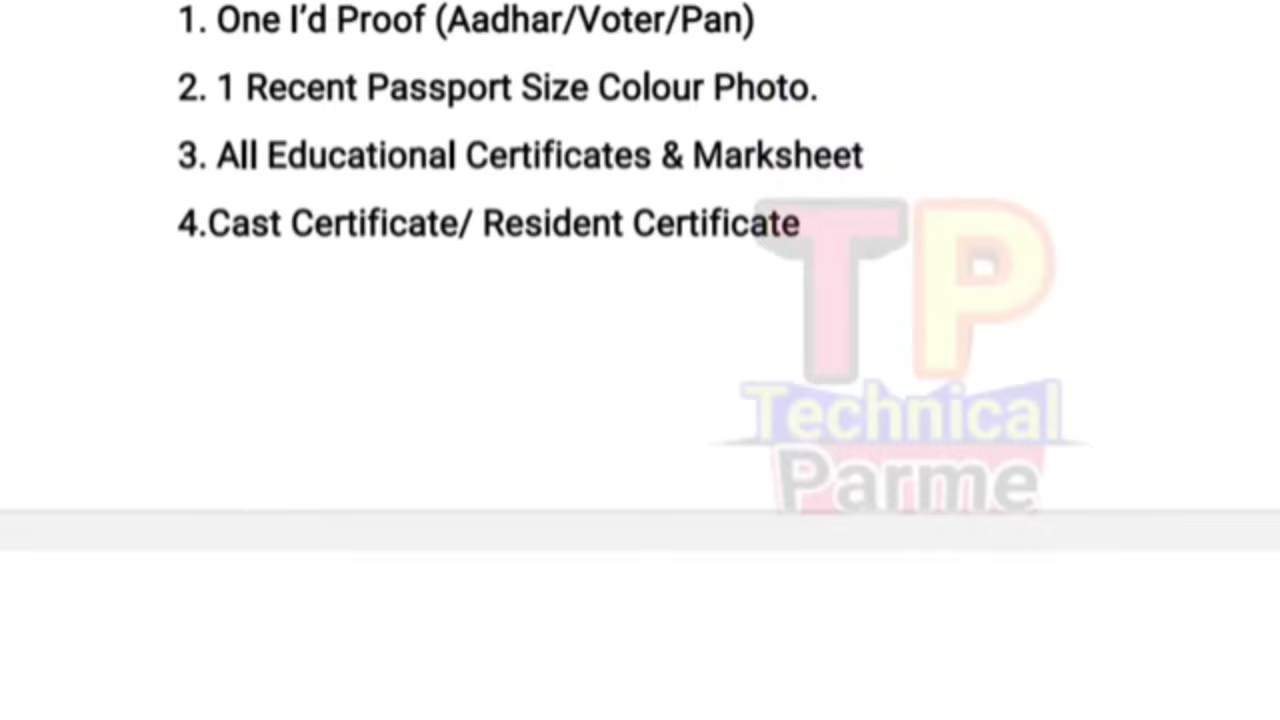 1. One I'd Proof (Aadhar/Voter/Pan)
2. 1 Recent Passport Size Colour Photo.
3. All Educational Certificates & Marksheet
4.Cast Certificate/ Resident Certificate
TP
Technical
Parme